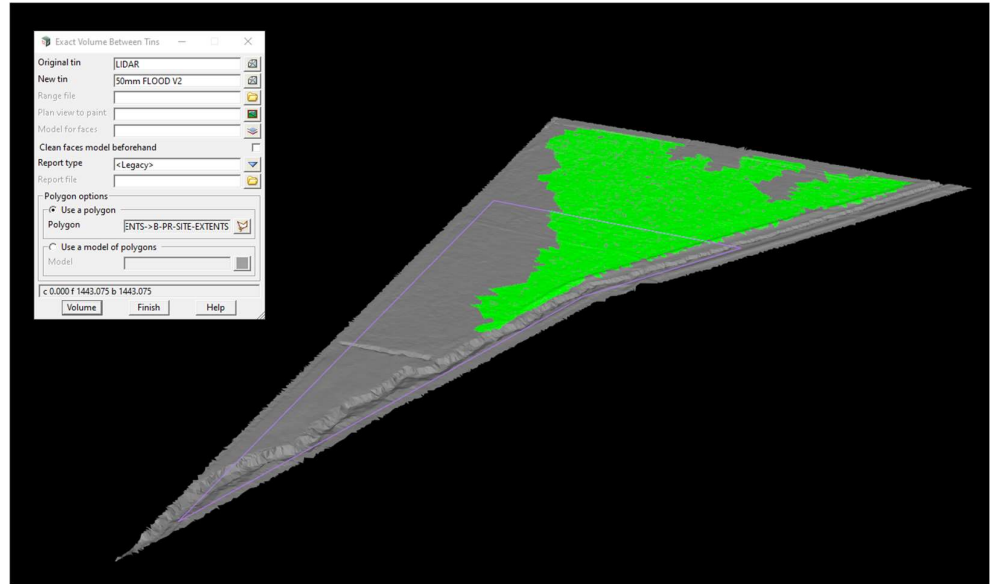 Exact Volume Between Tins
Original tin LIDAR
New tin 50mm FLOOD V2
Range file
Plan view to paint
Model for faces
Clean faces model beforehand
Report type <Legacy>
Report file
Polygon options
Use a polygon
Polygon ENTS->B-PR-SITE-EXTENTS
Use a model of polygons
Model
c 0.000 f 1443.075 b 1443.075
Volume Finish Help